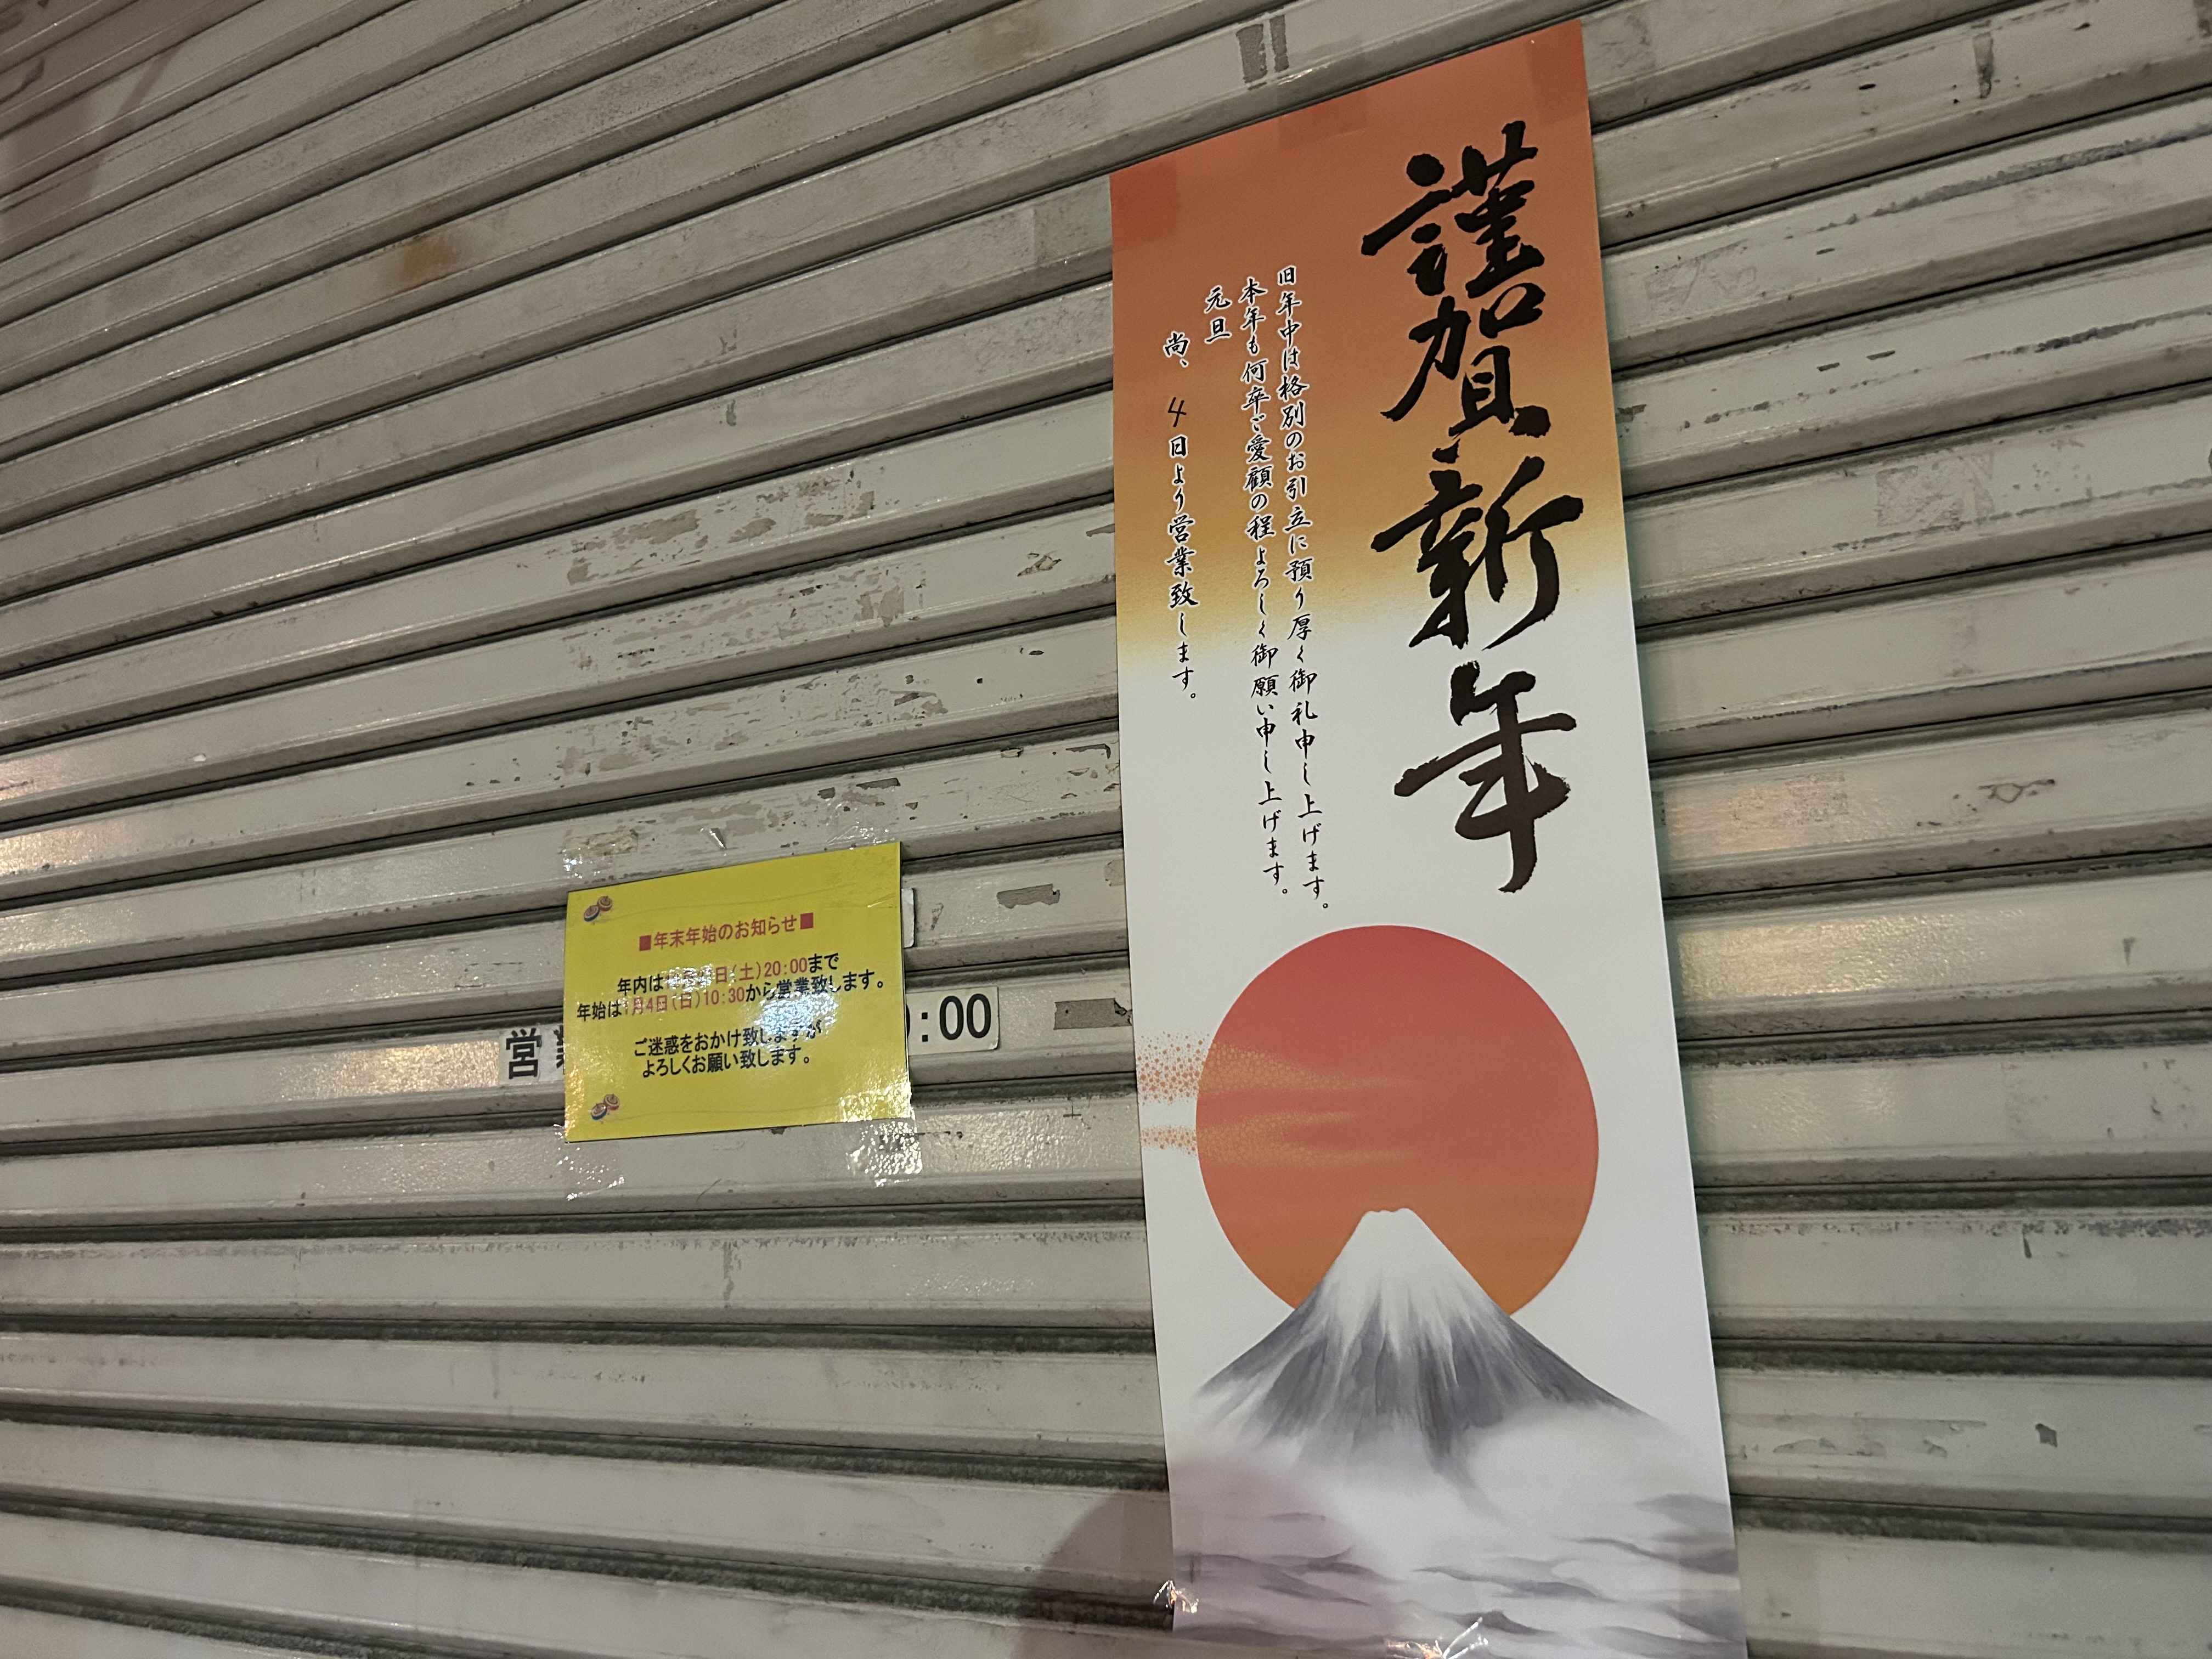 謹賀新年
旧年中は格別のお引立に預り厚く御礼申し上げます。
本年も何卒ご愛顧の程よろしく御願い申し上げます。
元旦
尚、4日より営業致します。
■年末年始のお知らせ■
年内は日(土)20:00まで
年始は1月4日(日)10:30から営業致します。
ご迷惑をおかけ致しますが
よろしくお願い致します。
営
:00